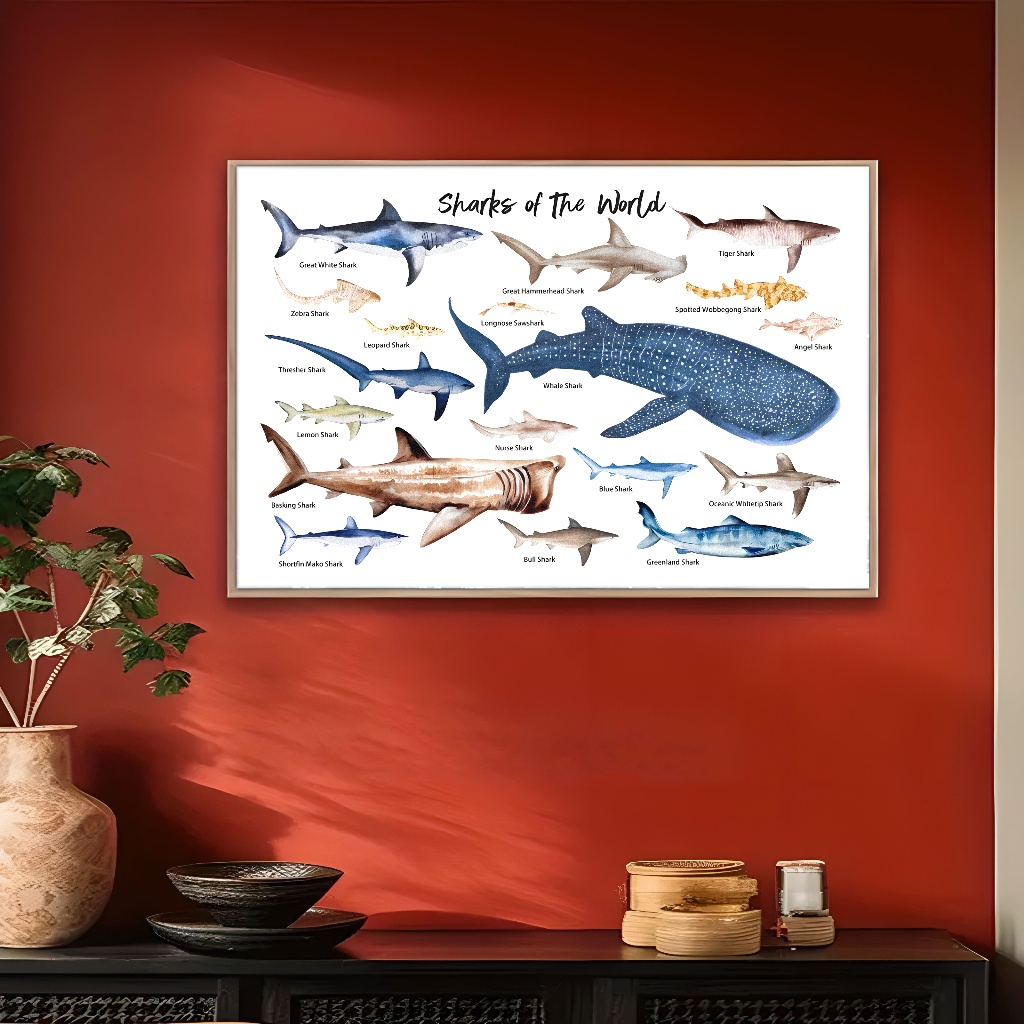 Sharks of the World
Great White Shark
Great Hammerhead Shark
Tiger Shark
Zebra Shark
Longnose Sawshark
Spotted Wobbegong Shark
Leopard Shark
Angel Shark
Thresher Shark
Whale Shark
Lemon Shark
Nurse Shark
Blue Shark
Basking Shark
Oceanic Whitetip Shark
Shortfin Mako Shark
Bull Shark
Greenland Shark